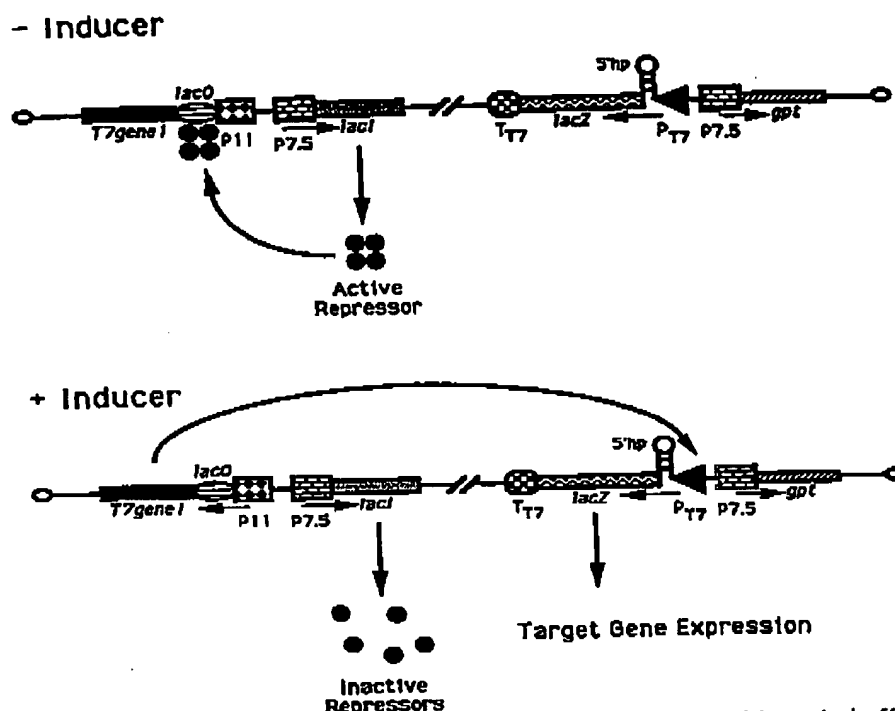 - Inducer
5'hp
lacO
T7gene1 P11 P7.5 lacI TT7 lacZ PT7 P7.5 gpt
Active
Repressor
+ Inducer
5'hp
lacO
T7gene1 P11 P7.5 lacI TT7 lacZ PT7 P7.5 gpt
Target Gene Expression
Inactive
Repressors